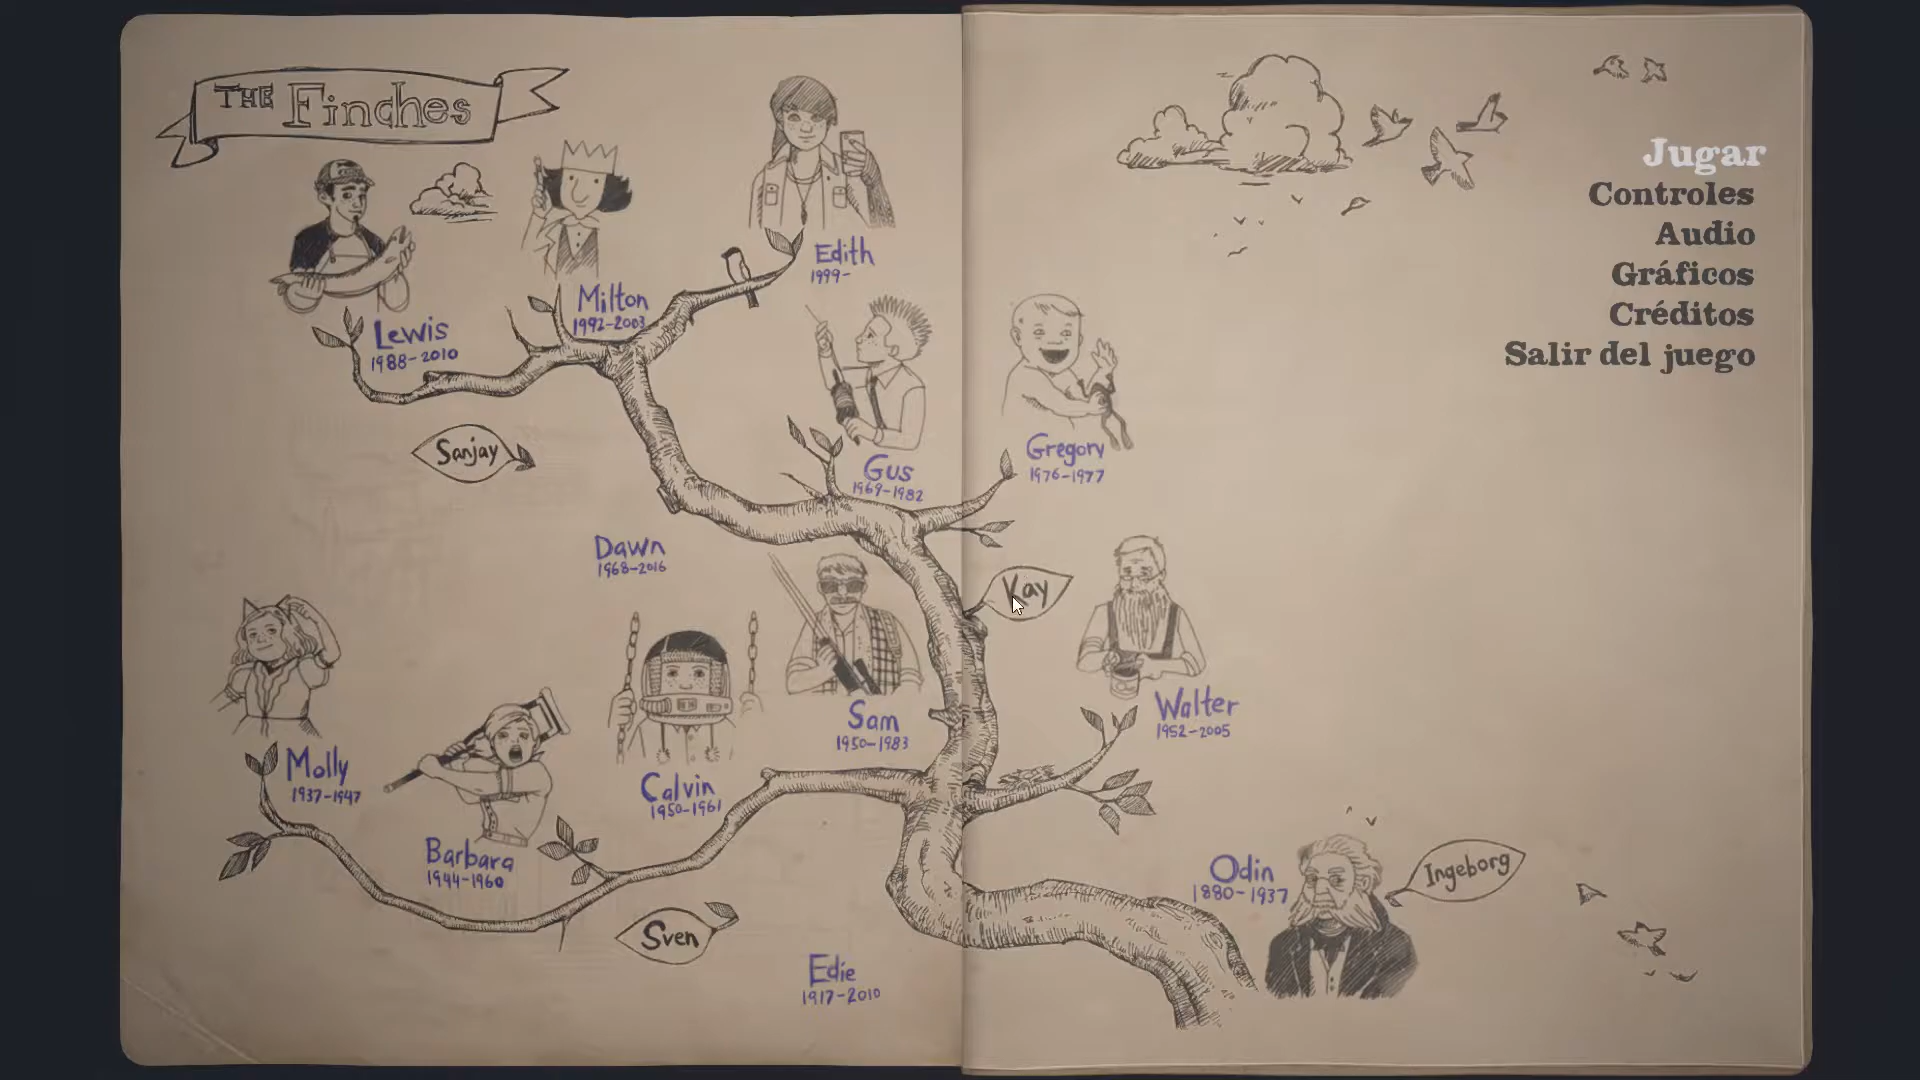 THE Finches
Edith
1999-
Milton
1992-2003
Lewis
1988-2010
Sanjay
Gus
1969-1982
Gregory
1976-1977
Dawn
1968-2016
Kay
Sam
1950-1983
Walter
1952-2005
Molly
1937-1947
Barbara
1944-1960
Calvin
1950-1961
Sven
Edie
1917-2010
Odin
1880-1937
Ingeborg
Jugar
Controles
Audio
Gráficos
Créditos
Salir del juego